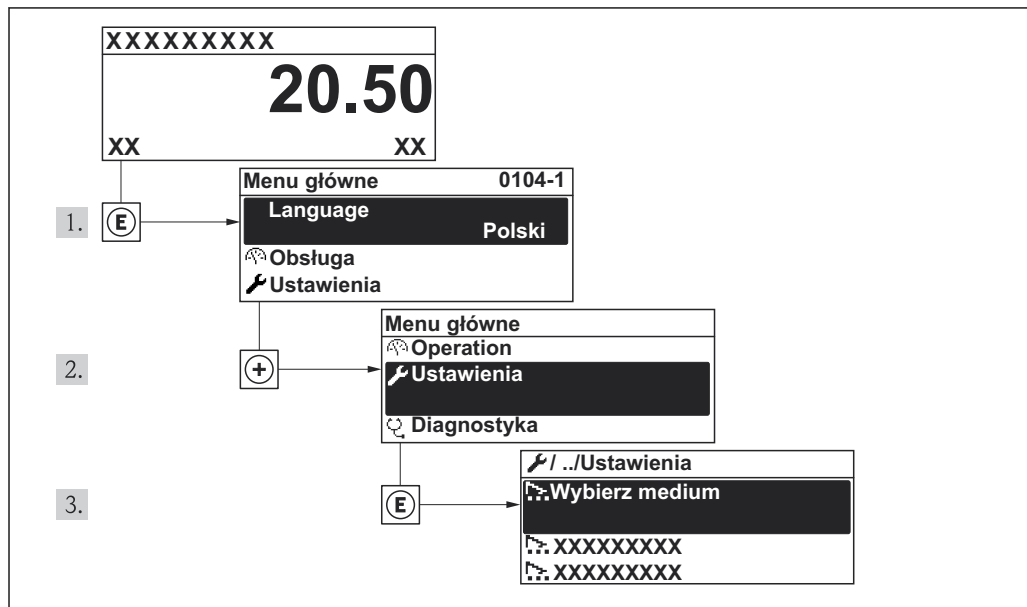 XXXXXXXXX
20.50
XX XX
Menu główne 0104-1
1. E Language
Polski
Obsługa
Ustawienia
Menu główne
Operation
2. + Ustawienia
Diagnostyka
/ ../Ustawienia
3. E Wybierz medium
XXXXXXXXX
XXXXXXXXX